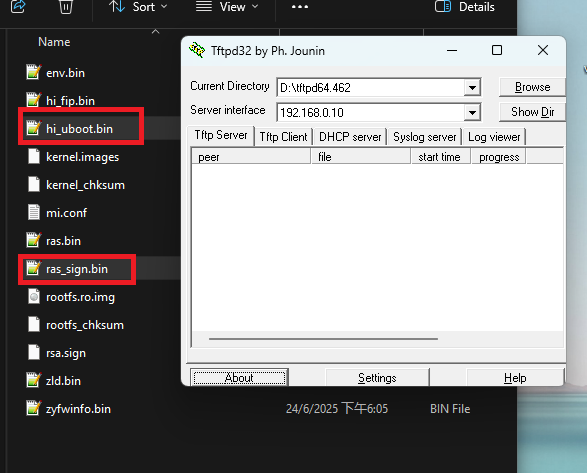 Sort
View
Details
Name
env.bin
hi_fip.bin
hi_uboot.bin
kernel.images
kernel_chksum
mi.conf
ras.bin
ras_sign.bin
rootfs.ro.img
rootfs_chksum
rsa.sign
zld.bin
zyfwinfo.bin 24/6/2025 下午6:05 BIN File
Tftpd32 by Ph. Jounin
Current Directory D:\tftpd64.462 Browse
Server interface 192.168.0.10 Show Dir
Tftp Server Tftp Client DHCP server Syslog server Log viewer
peer file start time progress
About Settings Help